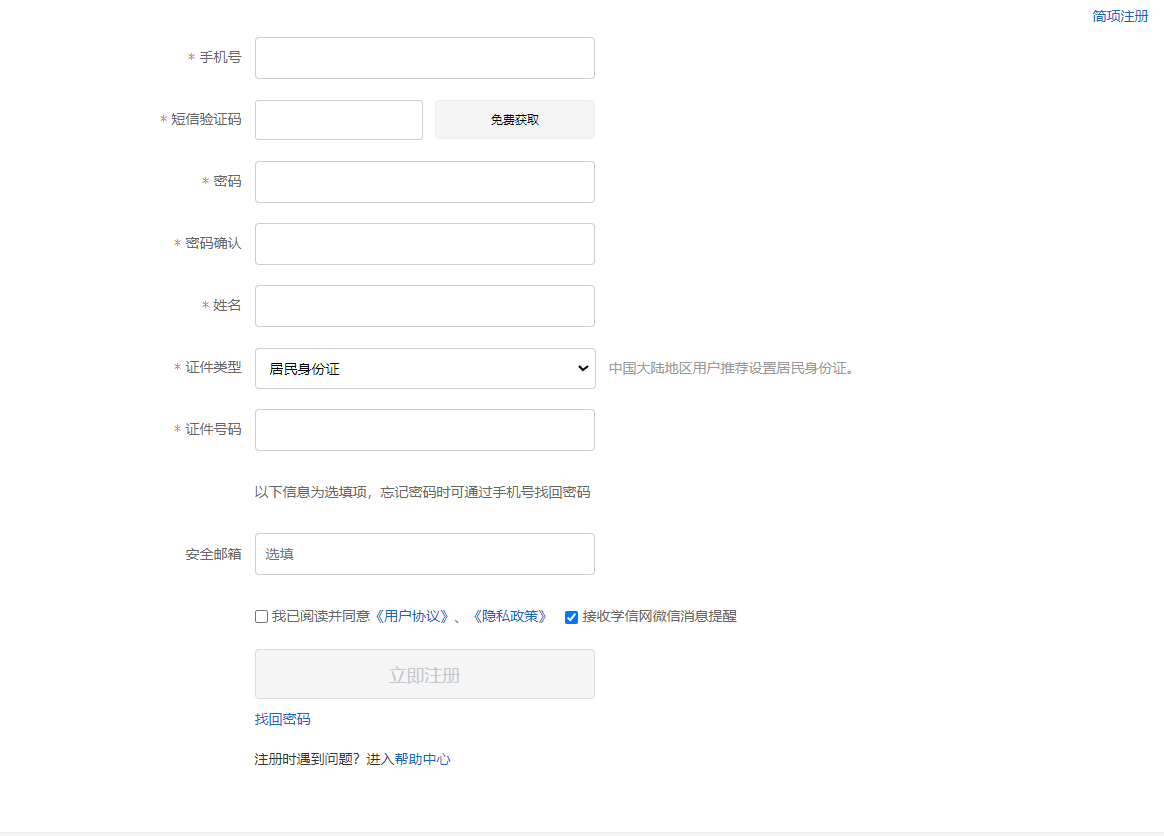 简项注册
* 手机号
* 短信验证码 免费获取
* 密码
* 密码确认
* 姓名
* 证件类型 居民身份证 中国大陆地区用户推荐设置居民身份证。
* 证件号码
以下信息为选填项，忘记密码时可通过手机号找回密码
安全邮箱 选填
我已阅读并同意《用户协议》、《隐私政策》 接收学信网微信消息提醒
立即注册
找回密码
注册时遇到问题？进入帮助中心